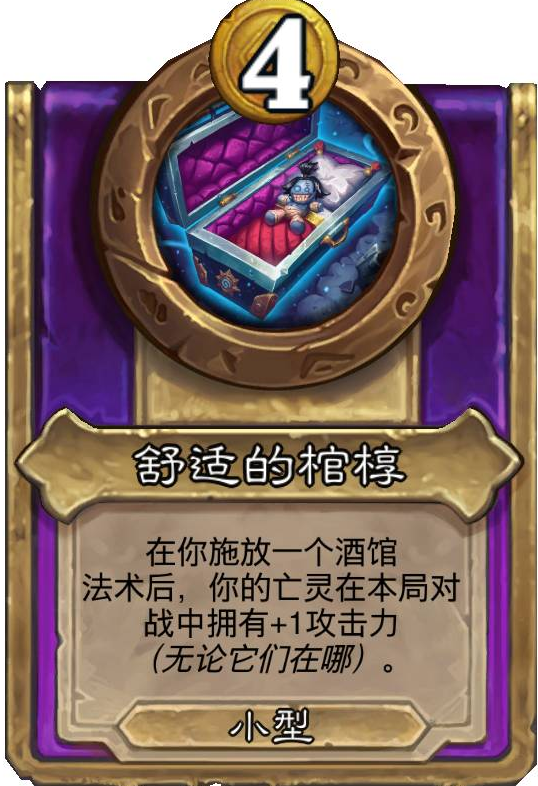 4
舒适的棺椁
在你施放一个酒馆
法术后，你的亡灵在本局对
战中拥有+1攻击力
（无论它们在哪）。
小型